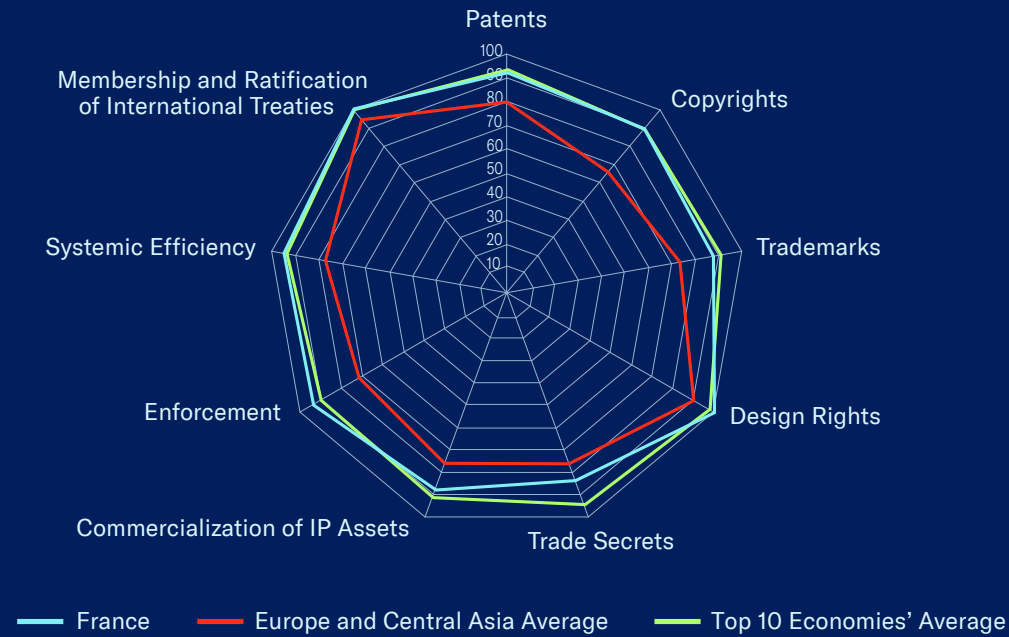 Patents
100
90
80
70
60
50
40
30
20
10
Membership and Ratification
of International Treaties
Copyrights
Systemic Efficiency
Trademarks
Enforcement
Design Rights
Commercialization of IP Assets
Trade Secrets
France
Europe and Central Asia Average
Top 10 Economies’ Average